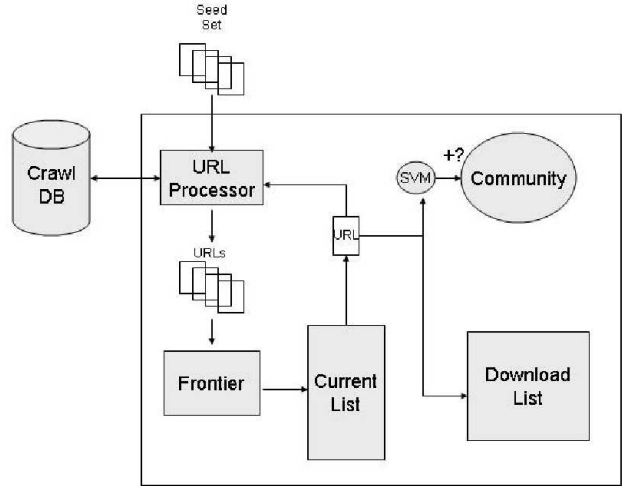 Seed
Set
Crawl
DB
URL
Processor
SVM
+?
Community
URL
URLs
Frontier
Current
List
Download
List